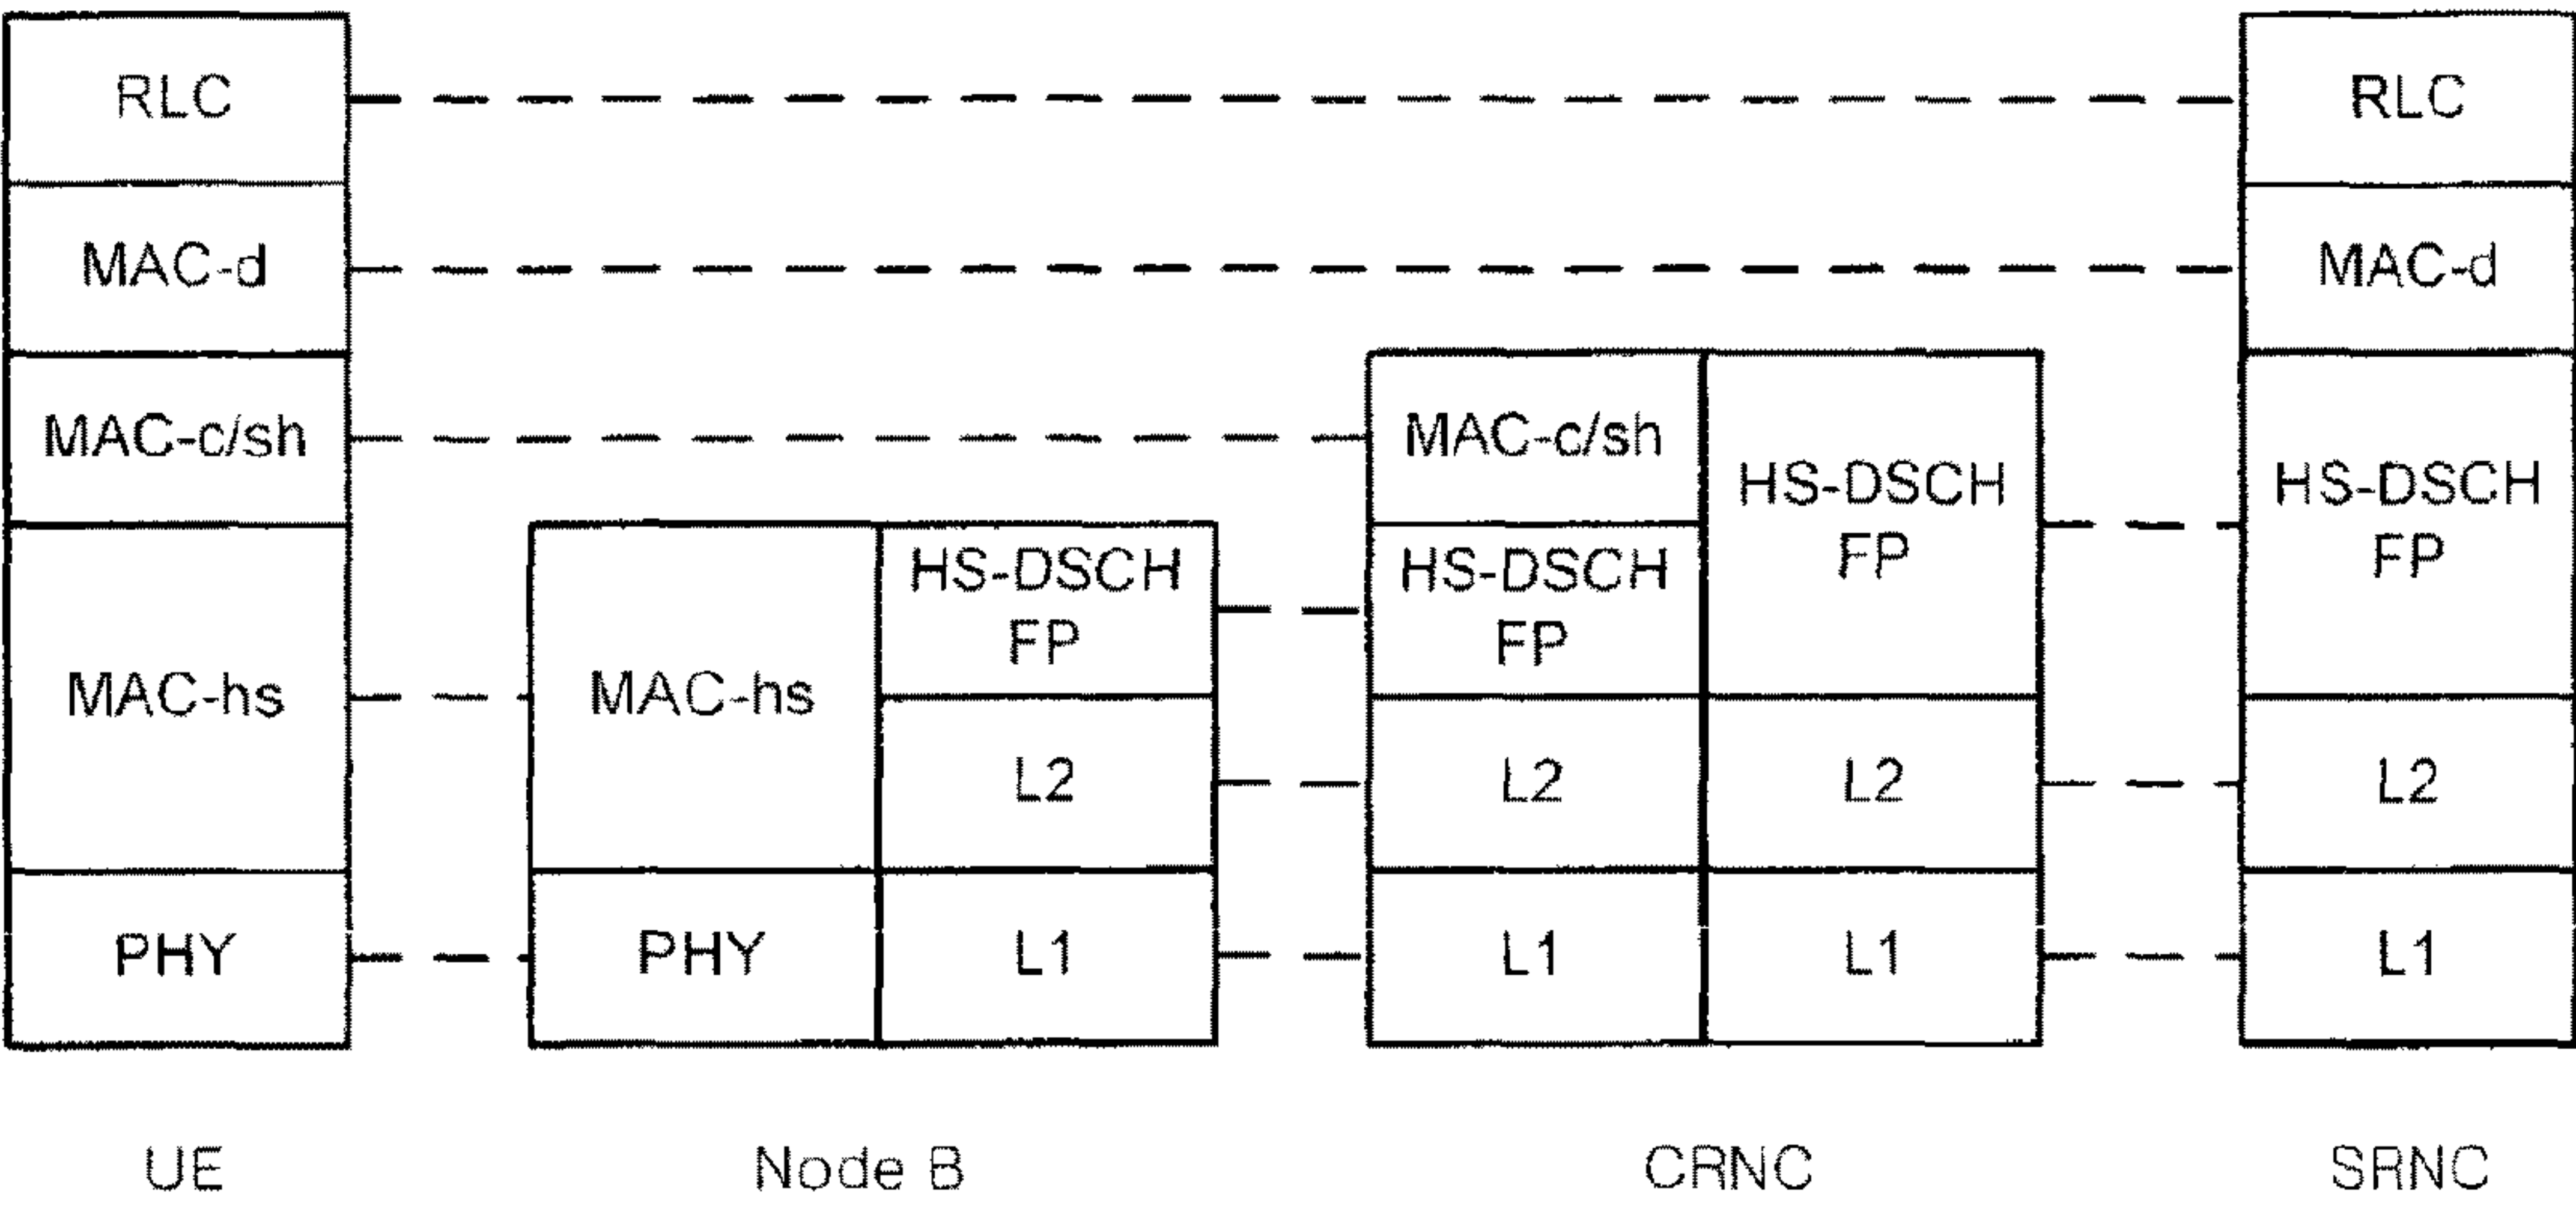 RLC
RLC
MAC-d
MAC-d
MAC-c/sh
MAC-c/sh
HS-DSCH
FP
HS-DSCH
FP
MAC-hs
MAC-hs
HS-DSCH
FP
HS-DSCH
FP
L2
L2
L2
L2
PHY
PHY
L1
L1
L1
L1
UE
Node B
CRNC
SRNC